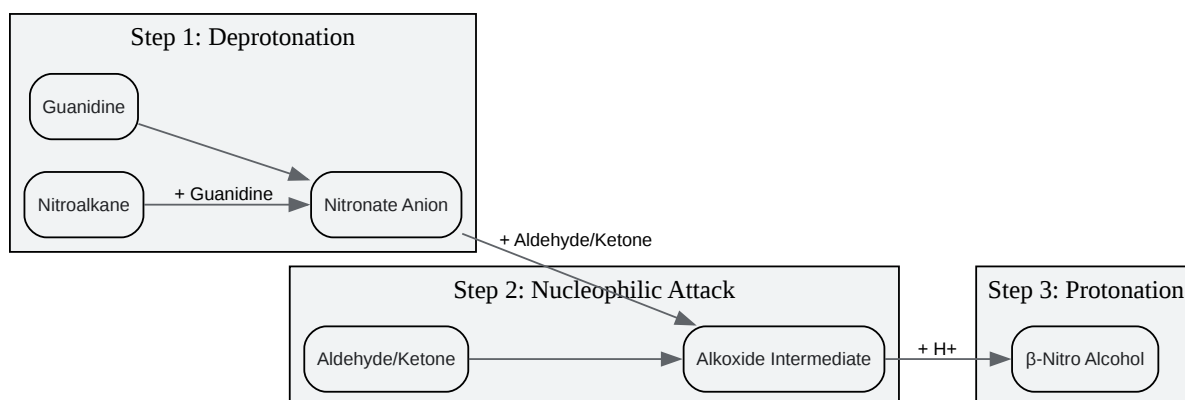 Step 1: Deprotonation
Guanidine
Nitroalkane
+ Guanidine
Nitronate Anion
+ Aldehyde/Ketone
Step 2: Nucleophilic Attack
Aldehyde/Ketone
Alkoxide Intermediate
+ H+
Step 3: Protonation
β-Nitro Alcohol